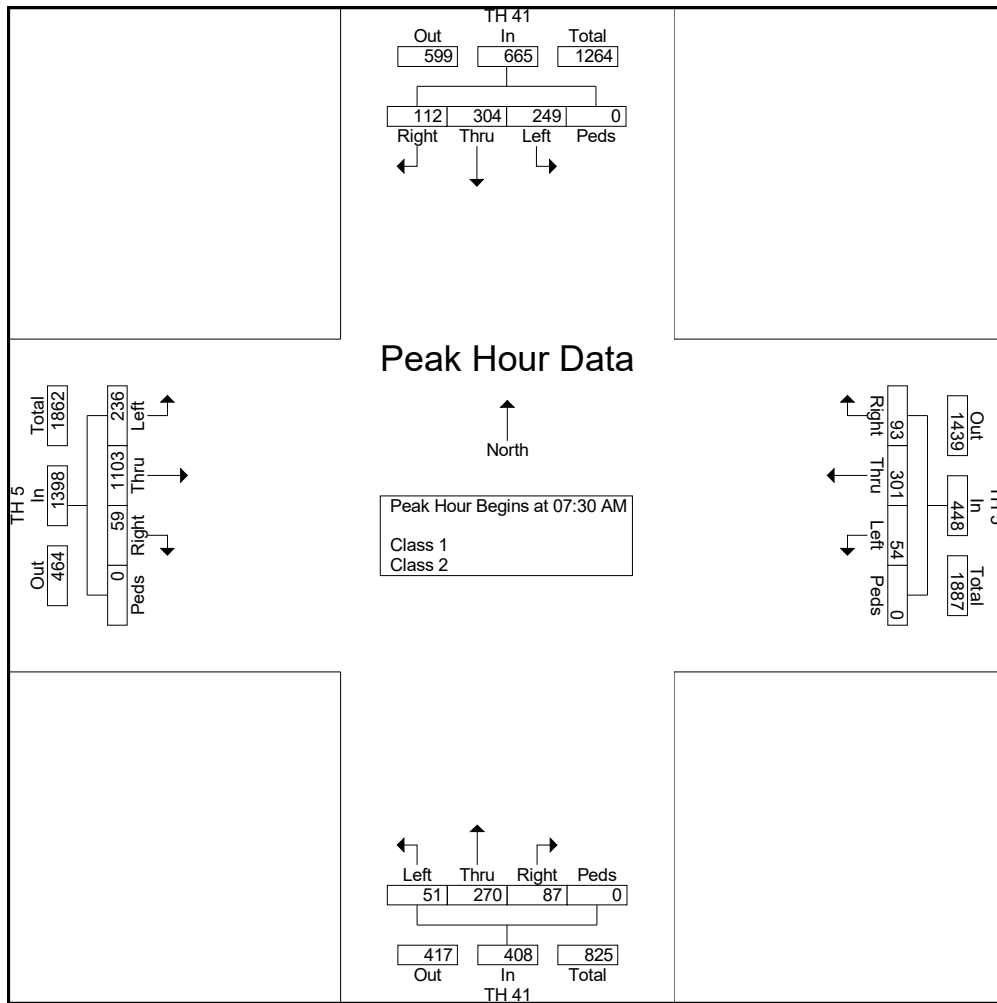 TH 41
Out In Total
599 665 1264
112 304 249 0
Right Thru Left Peds
Peak Hour Data
North
Peak Hour Begins at 07:30 AM
Class 1
Class 2
TH 5
Out In Total
464 1398 1862
Left Thru Right Peds
236 1103 59 0
Out In Total
1439 448 1887
Right Thru Left Peds
93 301 54 0
Left Thru Right Peds
51 270 87 0
417 408 825
Out In Total
TH 41